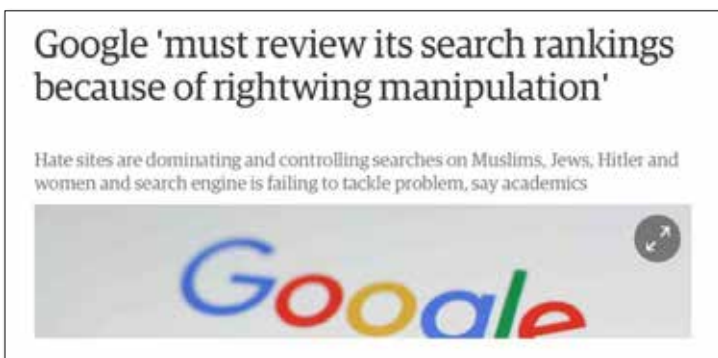 Google 'must review its search rankings
because of rightwing manipulation'
Hate sites are dominating and controlling searches on Muslims, Jews, Hitler and
women and search engine is failing to tackle problem, say academics
Google